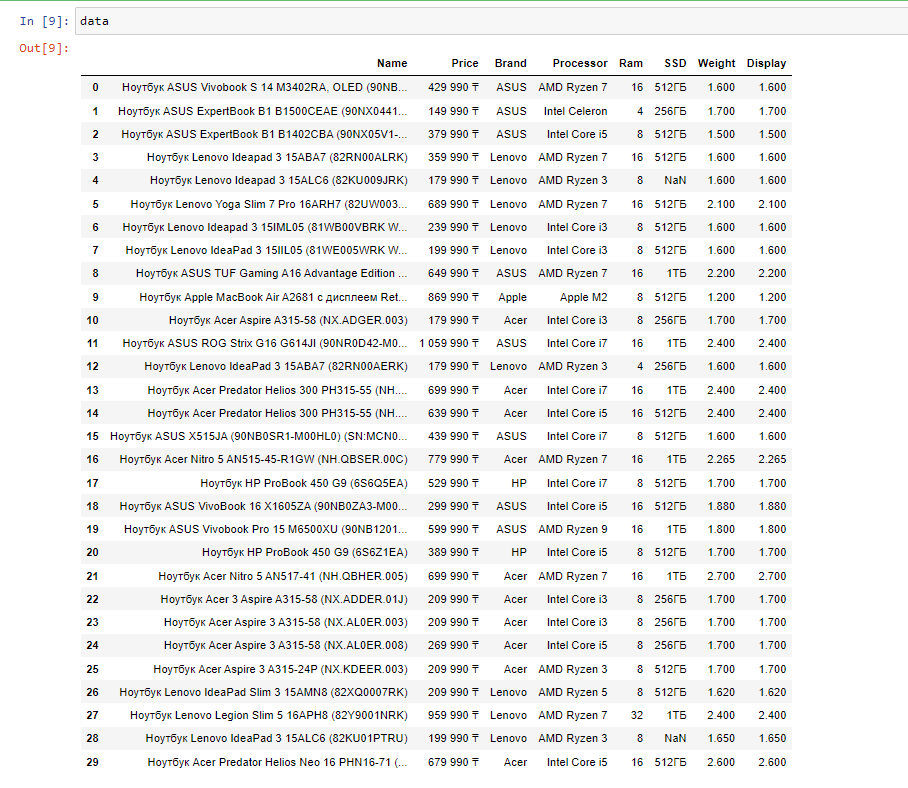 In [9]: data
Out[9]:
Name Price Brand Processor Ram SSD Weight Display
0 Ноутбук ASUS Vivobook S 14 M3402RA, OLED (90NB... 429 990 ₸ ASUS AMD Ryzen 7 16 512ГБ 1.600 1.600
1 Ноутбук ASUS ExpertBook B1 B1500CEAE (90NX0441... 149 990 ₸ ASUS Intel Celeron 4 256ГБ 1.700 1.700
2 Ноутбук ASUS ExpertBook B1 B1402CBA (90NX05V1-... 379 990 ₸ ASUS Intel Core i5 8 512ГБ 1.500 1.500
3 Ноутбук Lenovo Ideapad 3 15ABA7 (82RN00ALRK) 359 990 ₸ Lenovo AMD Ryzen 7 16 512ГБ 1.600 1.600
4 Ноутбук Lenovo Ideapad 3 15ALC6 (82KU009JRK) 179 990 ₸ Lenovo AMD Ryzen 3 8 NaN 1.600 1.600
5 Ноутбук Lenovo Yoga Slim 7 Pro 16ARH7 (82UW003... 689 990 ₸ Lenovo AMD Ryzen 7 16 512ГБ 2.100 2.100
6 Ноутбук Lenovo Ideapad 3 15IML05 (81WB00VBRK W... 239 990 ₸ Lenovo Intel Core i3 8 512ГБ 1.600 1.600
7 Ноутбук Lenovo IdeaPad 3 15IIL05 (81WE005WRK W... 199 990 ₸ Lenovo Intel Core i3 8 512ГБ 1.600 1.600
8 Ноутбук ASUS TUF Gaming A16 Advantage Edition ... 649 990 ₸ ASUS AMD Ryzen 7 16 1ТБ 2.200 2.200
9 Ноутбук Apple MacBook Air A2681 с дисплеем Ret... 869 990 ₸ Apple Apple M2 8 512ГБ 1.200 1.200
10 Ноутбук Acer Aspire A315-58 (NX.ADGER.003) 179 990 ₸ Acer Intel Core i3 8 256ГБ 1.700 1.700
11 Ноутбук ASUS ROG Strix G16 G614JI (90NR0D42-M0... 1 059 990 ₸ ASUS Intel Core i7 16 1ТБ 2.400 2.400
12 Ноутбук Lenovo IdeaPad 3 15ABA7 (82RN00AERK) 179 990 ₸ Lenovo AMD Ryzen 3 4 256ГБ 1.600 1.600
13 Ноутбук Acer Predator Helios 300 PH315-55 (NH.... 699 990 ₸ Acer Intel Core i7 16 1ТБ 2.400 2.400
14 Ноутбук Acer Predator Helios 300 PH315-55 (NH.... 639 990 ₸ Acer Intel Core i5 16 512ГБ 2.400 2.400
15 Ноутбук ASUS X515JA (90NB0SR1-M00HL0) (SN:MCN0... 439 990 ₸ ASUS Intel Core i7 8 512ГБ 1.600 1.600
16 Ноутбук Acer Nitro 5 AN515-45-R1GW (NH.QBSER.00C) 779 990 ₸ Acer AMD Ryzen 7 16 1ТБ 2.265 2.265
17 Ноутбук HP ProBook 450 G9 (6S6Q5EA) 529 990 ₸ HP Intel Core i7 8 512ГБ 1.700 1.700
18 Ноутбук ASUS VivoBook 16 X1605ZA (90NB0ZA3-M00... 299 990 ₸ ASUS Intel Core i5 16 512ГБ 1.880 1.880
19 Ноутбук ASUS Vivobook Pro 15 M6500XU (90NB1201... 599 990 ₸ ASUS AMD Ryzen 9 16 1ТБ 1.800 1.800
20 Ноутбук HP ProBook 450 G9 (6S6Z1EA) 389 990 ₸ HP Intel Core i5 8 512ГБ 1.700 1.700
21 Ноутбук Acer Nitro 5 AN517-41 (NH.QBHER.005) 699 990 ₸ Acer AMD Ryzen 7 16 1ТБ 2.700 2.700
22 Ноутбук Acer 3 Aspire A315-58 (NX.ADDER.01J) 209 990 ₸ Acer Intel Core i3 8 256ГБ 1.700 1.700
23 Ноутбук Acer Aspire 3 A315-58 (NX.AL0ER.003) 209 990 ₸ Acer Intel Core i3 8 256ГБ 1.700 1.700
24 Ноутбук Acer Aspire 3 A315-58 (NX.AL0ER.008) 269 990 ₸ Acer Intel Core i5 8 256ГБ 1.700 1.700
25 Ноутбук Acer Aspire 3 A315-24P (NX.KDEER.003) 209 990 ₸ Acer AMD Ryzen 3 8 512ГБ 1.700 1.700
26 Ноутбук Lenovo IdeaPad Slim 3 15AMN8 (82XQ0007RK) 209 990 ₸ Lenovo AMD Ryzen 5 8 512ГБ 1.620 1.620
27 Ноутбук Lenovo Legion Slim 5 16APH8 (82Y9001NRK) 959 990 ₸ Lenovo AMD Ryzen 7 32 1ТБ 2.400 2.400
28 Ноутбук Lenovo IdeaPad 3 15ALC6 (82KU01PTRU) 199 990 ₸ Lenovo AMD Ryzen 3 8 NaN 1.650 1.650
29 Ноутбук Acer Predator Helios Neo 16 PHN16-71 (... 679 990 ₸ Acer Intel Core i5 16 512ГБ 2.600 2.600